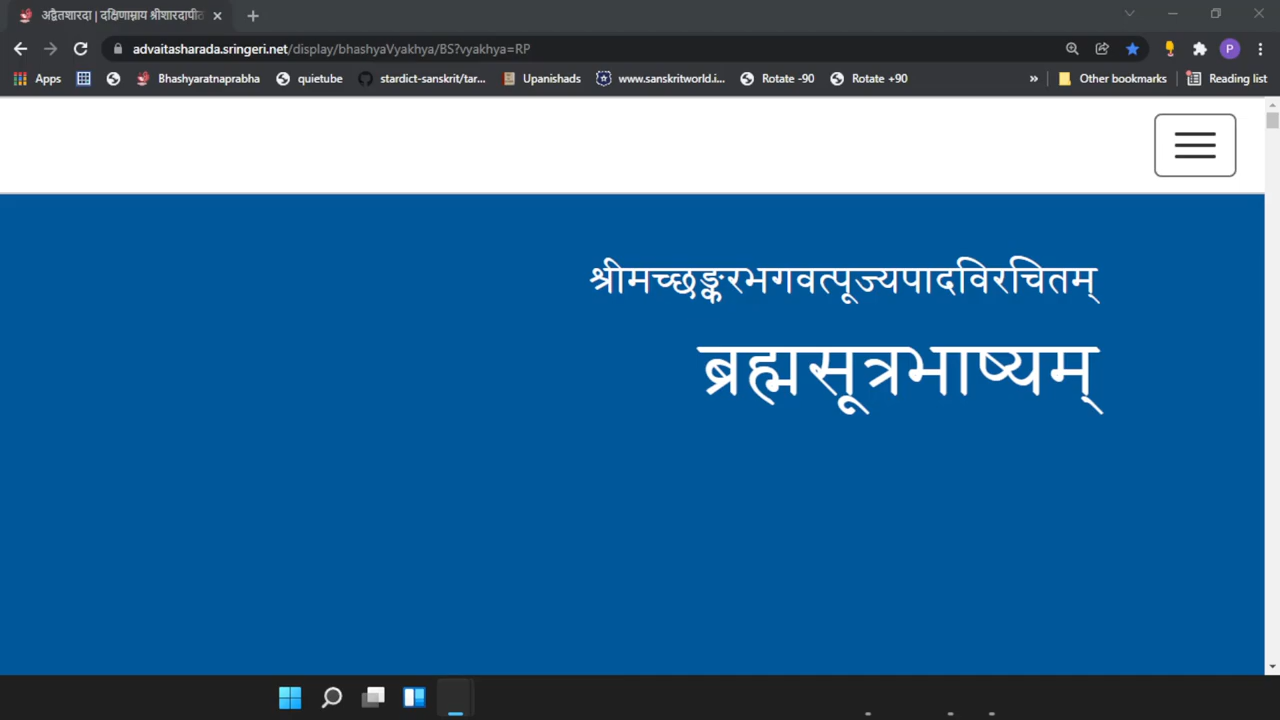 अद्वैतशारदा | दक्षिणाम्नाय श्रीशारदापीठ
advaitasharada.sringeri.net/display/bhashyaVyakhya/BS?vyakhya=RP
P
Apps
Bhashyaratnaprabha
quietube
stardict-sanskrit/tar...
Upanishads
www.sanskritworld.i...
Rotate -90
Rotate +90
»
Other bookmarks
Reading list
श्रीमच्छङ्करभगवत्पूज्यपादविरचितम्
ब्रह्मसूत्रभाष्यम्